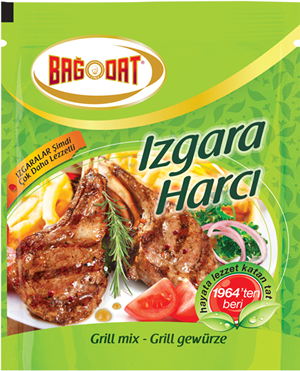 BAĞDAT
IZGARALAR Şimdi
Çok Daha Lezzetli
Izgara
Harcı
hayata lezzet katan tat
1964'ten
beri
Grill mix - Grill gewürze